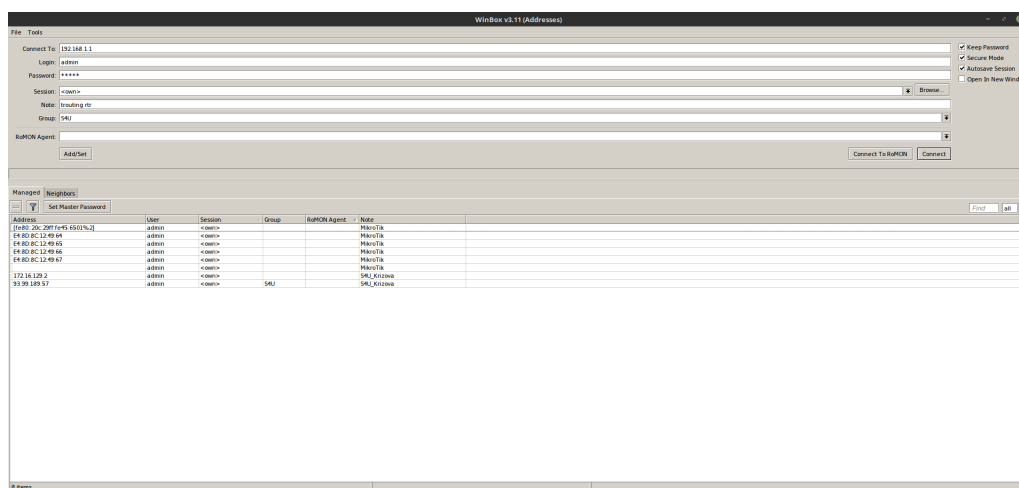 WinBox v3.11 (Addresses)
File Tools
Connect To: 192.168.1.1
Keep Password
Login: admin
Secure Mode
Password: *****
Autosave Session
Session: <own> Browse...
Open In New Wind
Note: trouting rtr
Group: S4U
RoMON Agent:
Add/Set Connect To RoMON Connect
Managed Neighbors
Set Master Password Find all
Address User Session Group RoMON Agent Note
[fe80::20c:29ff:fe45:6501%2] admin <own> MikroTik
E4:8D:8C:12:49:64 admin <own> MikroTik
E4:8D:8C:12:49:65 admin <own> MikroTik
E4:8D:8C:12:49:66 admin <own> MikroTik
E4:8D:8C:12:49:67 admin <own> MikroTik
admin <own> MikroTik
172.16.129.2 admin <own> S4U_Krizova
93.99.189.57 admin <own> S4U S4U_Krizova
8 items